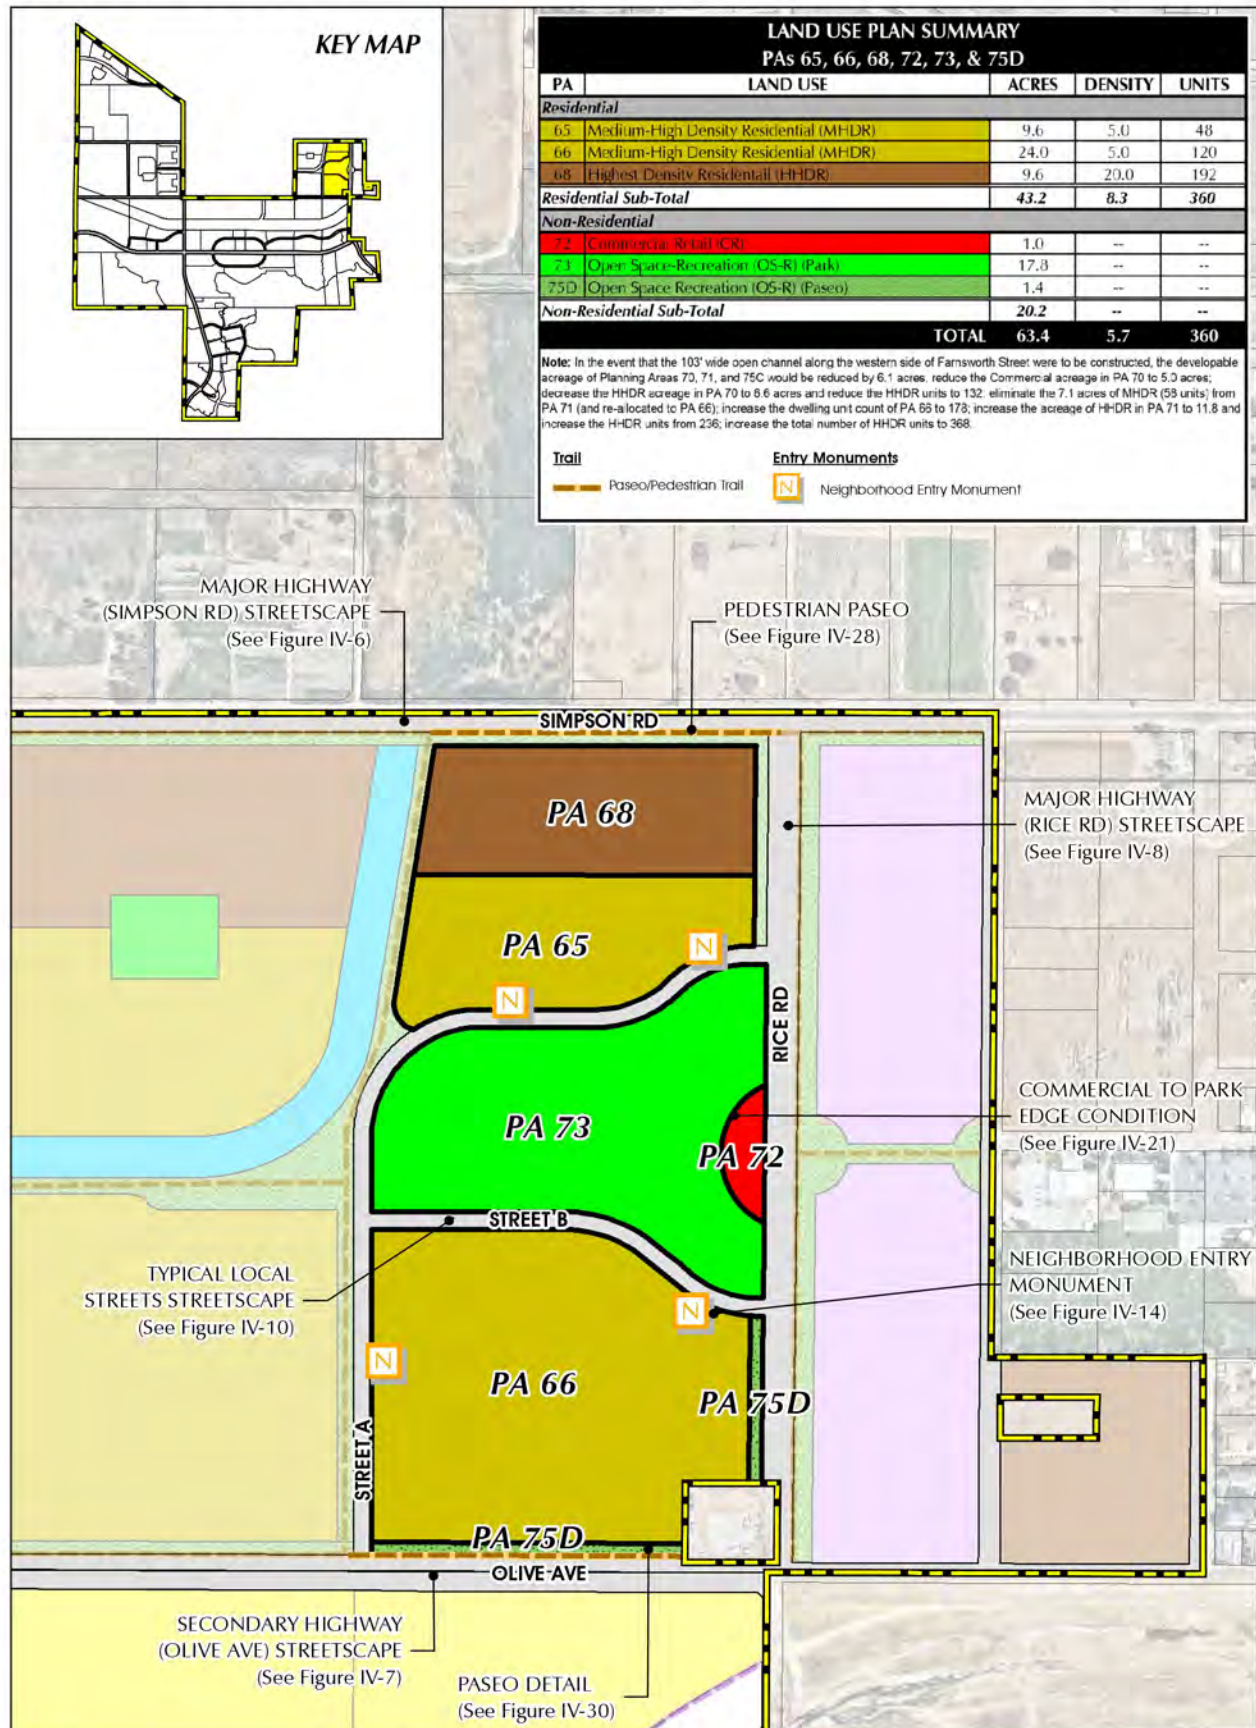 KEY MAP
LAND USE PLAN SUMMARY
PAs 65, 66, 68, 72, 73, & 75D
PA LAND USE ACRES DENSITY UNITS
Residential
65 Medium-High Density Residential (MHDR) 9.6 5.0 48
66 Medium-High Density Residential (MHDR) 24.0 5.0 120
68 Highest Density Residentail (HHDR) 9.6 20.0 192
Residential Sub-Total 43.2 8.3 360
Non-Residential
72 Commercial Retail (CR) 1.0 -- --
73 Open Space-Recreation (OS-R) (Park) 17.8 -- --
75D Open Space Recreation (OS-R) (Paseo) 1.4 -- --
Non-Residential Sub-Total 20.2 -- --
TOTAL 63.4 5.7 360
Note: In the event that the 103' wide open channel along the western side of Farnsworth Street were to be constructed, the developable
acreage of Planning Areas 70, 71, and 75C would be reduced by 6.1 acres, reduce the Commercial acreage in PA 70 to 5.0 acres;
decrease the HHDR acreage in PA 70 to 6.6 acres and reduce the HHDR units to 132; eliminate the 7.1 acres of MHDR (58 units) from
PA 71 (and re-allocated to PA 66); increase the dwelling unit count of PA 66 to 178; increase the acreage of HHDR in PA 71 to 11.8 and
increase the HHDR units from 236; increase the total number of HHDR units to 368.
Trail Entry Monuments
Paseo/Pedestrian Trail N Neighborhood Entry Monument
MAJOR HIGHWAY
(SIMPSON RD) STREETSCAPE
(See Figure IV-6)
PEDESTRIAN PASEO
(See Figure IV-28)
SIMPSON RD
PA 68
MAJOR HIGHWAY
(RICE RD) STREETSCAPE
(See Figure IV-8)
PA 65
N
N
RICE RD
PA 73
COMMERCIAL TO PARK
EDGE CONDITION
(See Figure IV-21)
PA 72
STREET B
TYPICAL LOCAL
STREETS STREETSCAPE
(See Figure IV-10)
NEIGHBORHOOD ENTRY
MONUMENT
(See Figure IV-14)
N
N
PA 66
PA 75D
STREET A
PA 75D
OLIVE AVE
SECONDARY HIGHWAY
(OLIVE AVE) STREETSCAPE
(See Figure IV-7)
PASEO DETAIL
(See Figure IV-30)